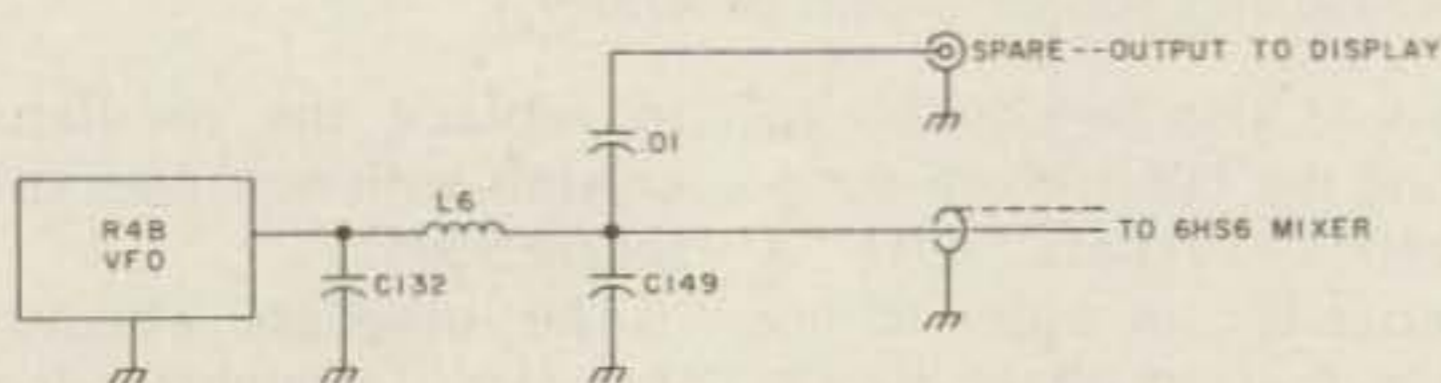 SPARE--OUTPUT TO DISPLAY
.01
R4B
VFO
L6
C132
C149
TO 6HS6 MIXER